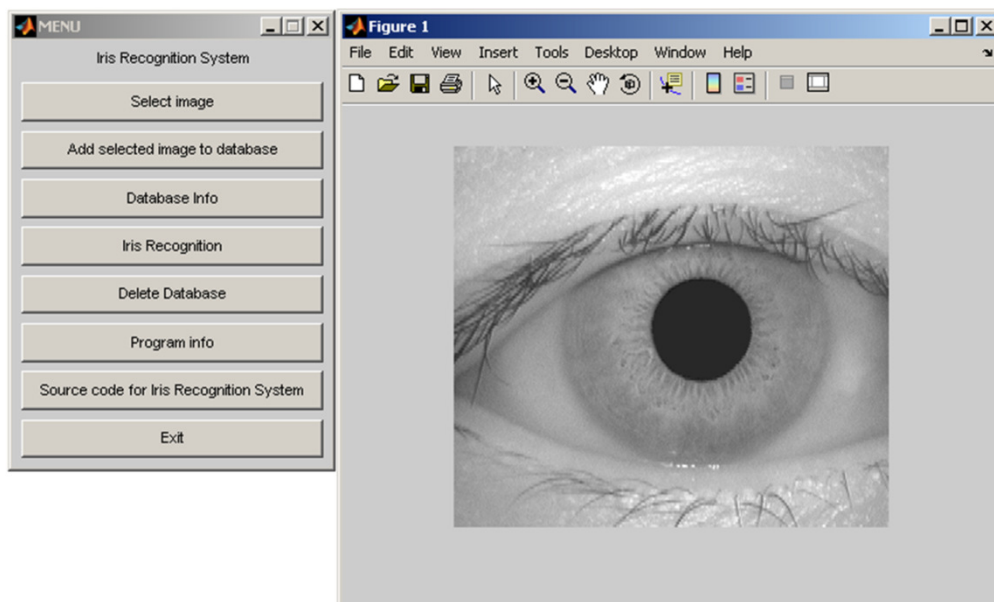 MENU
Iris Recognition System
Select image
Add selected image to database
Database Info
Iris Recognition
Delete Database
Program info
Source code for Iris Recognition System
Exit
Figure 1
File Edit View Insert Tools Desktop Window Help